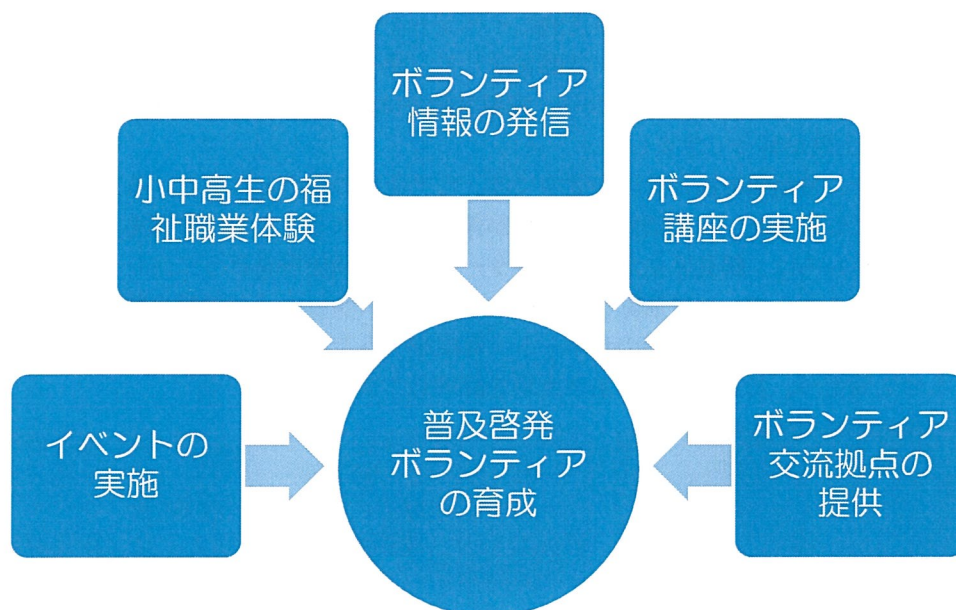 ボランティア
情報の発信
小中高生の福
祉職業体験
ボランティア
講座の実施
イベントの
実施
普及啓発
ボランティア
の育成
ボランティア
交流拠点の
提供